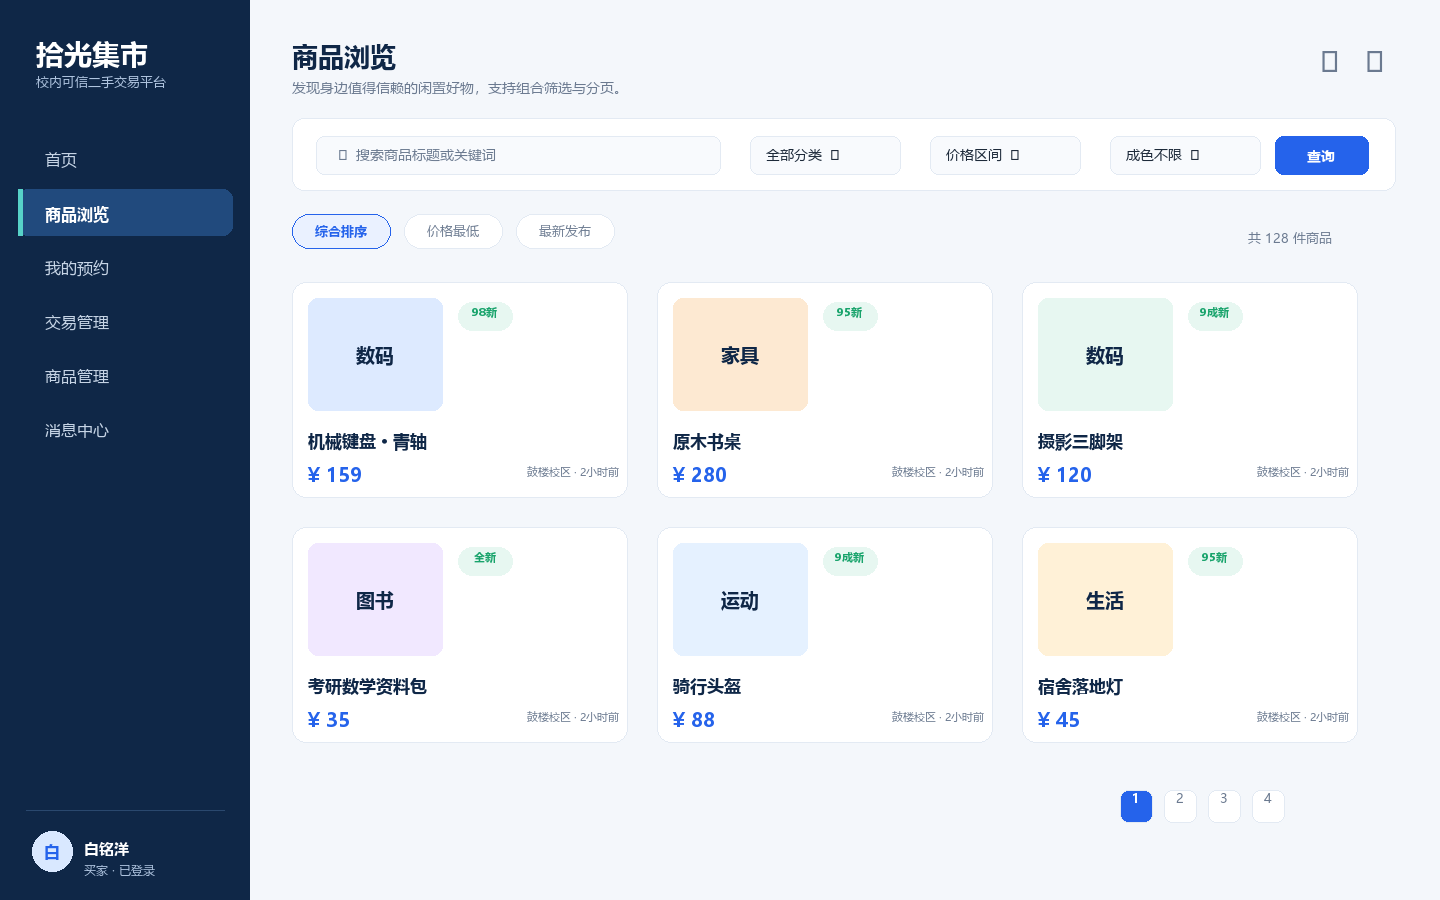 拾光集市
校内可信二手交易平台
首页
商品浏览
我的预约
交易管理
商品管理
消息中心
白
白铭洋
买家 · 已登录
商品浏览
发现身边值得信赖的闲置好物，支持组合筛选与分页。
搜索商品标题或关键词
全部分类
价格区间
成色不限
查询
综合排序
价格最低
最新发布
共 128 件商品
数码
98新
机械键盘・青轴
¥ 159
鼓楼校区 · 2小时前
家具
95新
原木书桌
¥ 280
鼓楼校区 · 2小时前
数码
9成新
摄影三脚架
¥ 120
鼓楼校区 · 2小时前
图书
全新
考研数学资料包
¥ 35
鼓楼校区 · 2小时前
运动
9成新
骑行头盔
¥ 88
鼓楼校区 · 2小时前
生活
95新
宿舍落地灯
¥ 45
鼓楼校区 · 2小时前
1 2 3 4